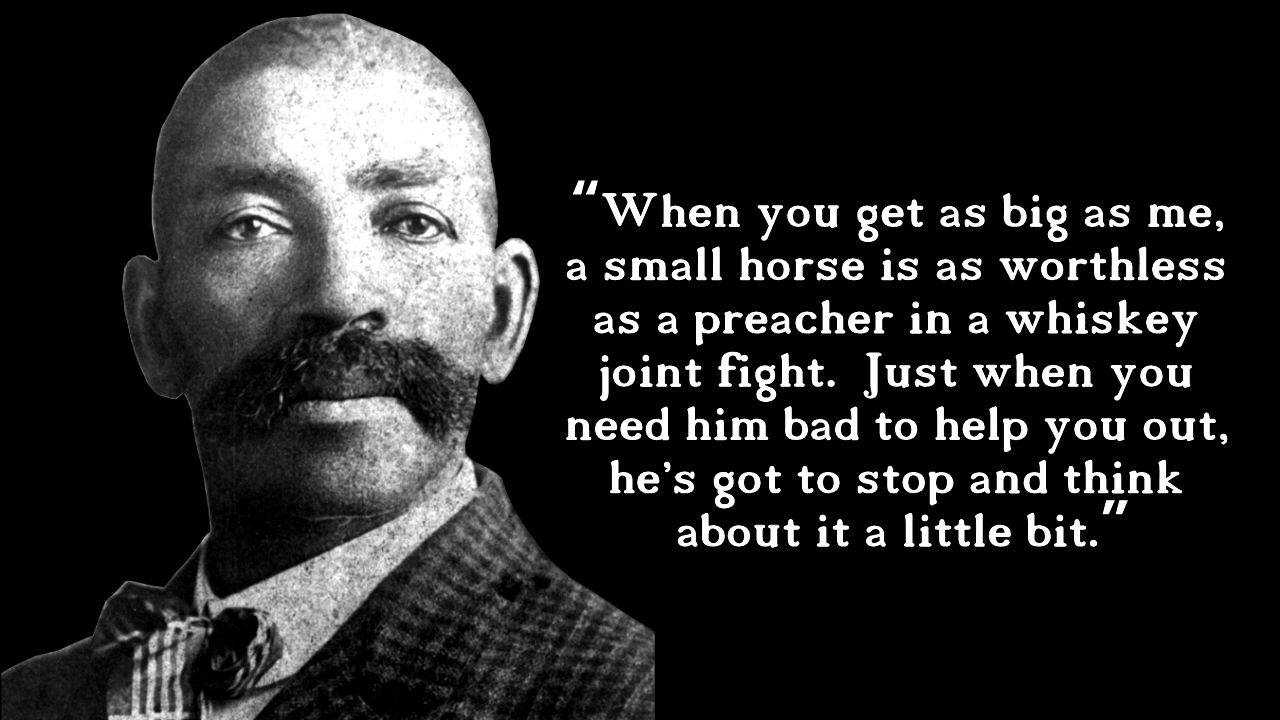 “When you get as big as me,
a small horse is as worthless
as a preacher in a whiskey
joint fight.  Just when you
need him bad to help you out,
he’s got to stop and think
about it a little bit.”